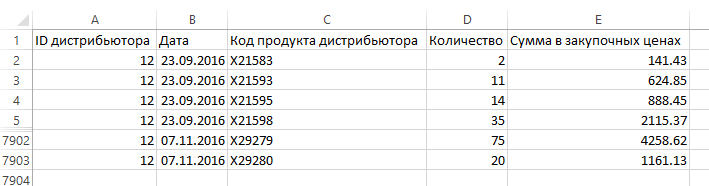 A B C D E
1 ID дистрибьютора Дата Код продукта дистрибьютора Количество Сумма в закупочных ценах
2 12 23.09.2016 X21583 2 141.43
3 12 23.09.2016 X21593 11 624.85
4 12 23.09.2016 X21595 14 888.45
5 12 23.09.2016 X21598 35 2115.37
7902 12 07.11.2016 X29279 75 4258.62
7903 12 07.11.2016 X29280 20 1161.13
7904